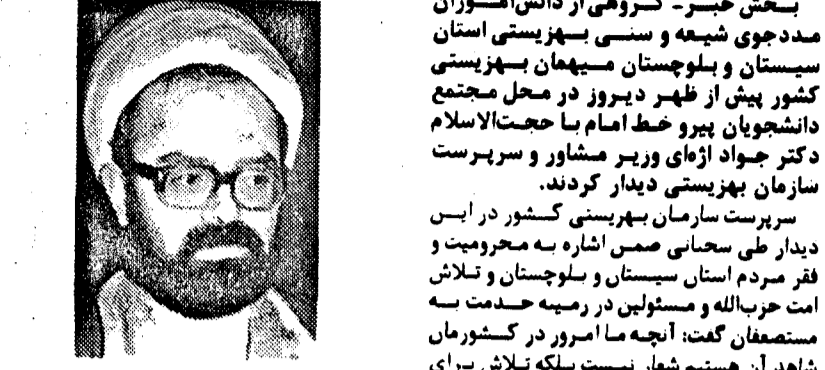 بخش خبر ـ گروهی از دانش‌آموزان
مددجوی شیعه و سنی بهزیستی استان
سیستان و بلوچستان میهمان بهزیستی
کشور پیش از ظهر دیروز در محل مجتمع
دانشجویان پیرو خط امام با حجت‌الاسلام
دکتر جواد اژه‌ای وزیر مشاور و سرپرست
سازمان بهزیستی دیدار کردند.
سرپرست سازمان بهزیستی کشور در این
دیدار طی سخنانی ضمن اشاره به محرومیت و
فقر مردم استان سیستان و بلوچستان و تلاش
امت حزب‌الله و مسئولین در زمینه خدمت به
مستضعفان گفت: آنچه ما امروز در کشورمان
شاهد آن هستیم شعار نیست بلکه تلاش برای